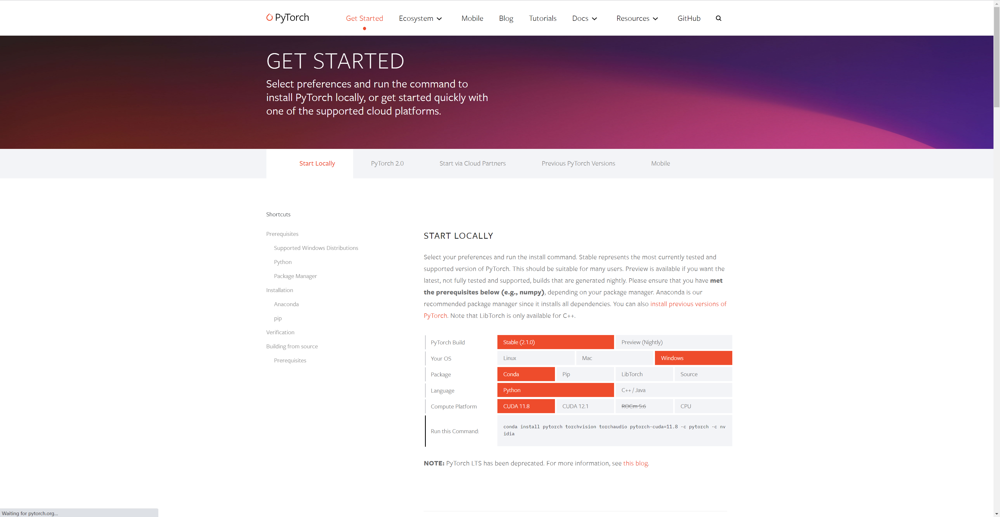 PyTorch
Get Started
Ecosystem
Mobile
Blog
Tutorials
Docs
Resources
GitHub
GET STARTED
Select preferences and run the command to
install PyTorch locally, or get started quickly with
one of the supported cloud platforms.
Start Locally
PyTorch 2.0
Start via Cloud Partners
Previous PyTorch Versions
Mobile
Shortcuts
Prerequisites
Supported Windows Distributions
Python
Package Manager
Installation
Anaconda
pip
Verification
Building from source
Prerequisites
START LOCALLY
Select your preferences and run the install command. Stable represents the most currently tested and
supported version of PyTorch. This should be suitable for many users. Preview is available if you want the
latest, not fully tested and supported, builds that are generated nightly. Please ensure that you have met
the prerequisites below (e.g., numpy), depending on your package manager. Anaconda is our
recommended package manager since it installs all dependencies. You can also install previous versions of
PyTorch. Note that LibTorch is only available for C++.
PyTorch Build
Stable (2.1.0)
Preview (Nightly)
Your OS
Linux
Mac
Windows
Package
Conda
Pip
LibTorch
Source
Language
Python
C++ / Java
Compute Platform
CUDA 11.8
CUDA 12.1
ROCm 5.6
CPU
Run this Command:
conda install pytorch torchvision torchaudio pytorch-cuda=11.8 -c pytorch -c nv
idia
NOTE: PyTorch LTS has been deprecated. For more information, see this blog.
Waiting for pytorch.org...